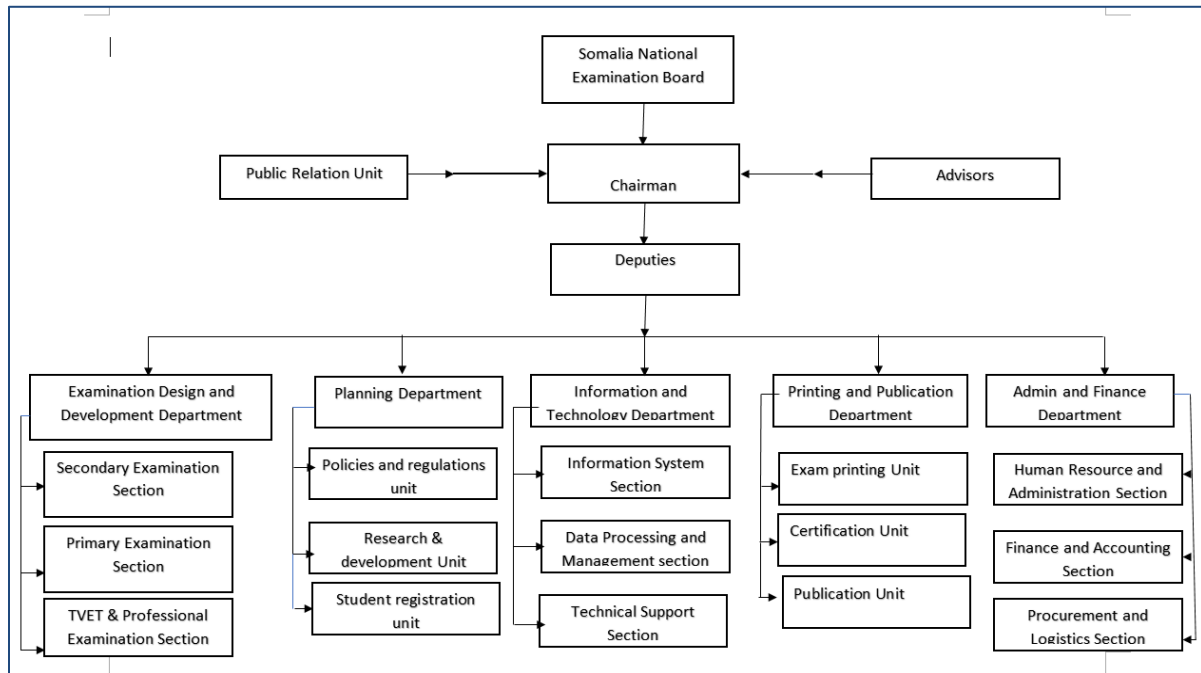 Somalia National
Examination Board
Public Relation Unit
Chairman
Advisors
Deputies
Examination Design and
Development Department
Planning Department
Information and
Technology Department
Printing and Publication
Department
Admin and Finance
Department
Secondary Examination
Section
Primary Examination
Section
TVET & Professional
Examination Section
Policies and regulations
unit
Research &
development Unit
Student registration
unit
Information System
Section
Data Processing and
Management section
Technical Support
Section
Exam printing Unit
Certification Unit
Publication Unit
Human Resource and
Administration Section
Finance and Accounting
Section
Procurement and
Logistics Section